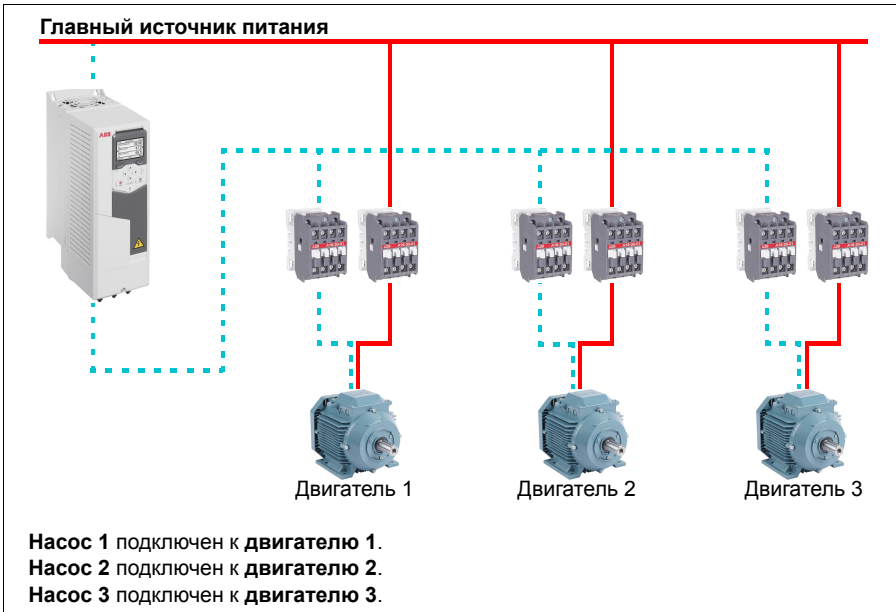 Главный источник питания
ABB
Двигатель 1
Двигатель 2
Двигатель 3
Насос 1 подключен к двигателю 1.
Насос 2 подключен к двигателю 2.
Насос 3 подключен к двигателю 3.